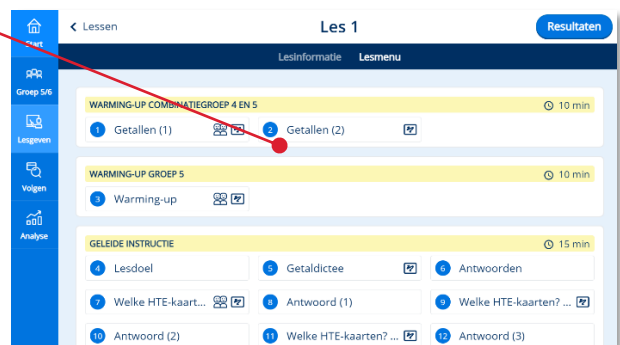 Start
Groep 5/6
Lesgeven
Volgen
Analyse
Lessen
Les 1
Resultaten
Lesinformatie Lesmenu
WARMING-UP COMBINATIEGROEP 4 EN 5 10 min
1 Getallen (1) 2 Getallen (2)
WARMING-UP GROEP 5 10 min
3 Warming-up
GELEIDE INSTRUCTIE 15 min
4 Lesdoel 5 Getaldictee 6 Antwoorden
7 Welke HTE-kaart... 8 Antwoord (1) 9 Welke HTE-kaarten? ...
10 Antwoord (2) 11 Welke HTE-kaarten? ... 12 Antwoord (3)